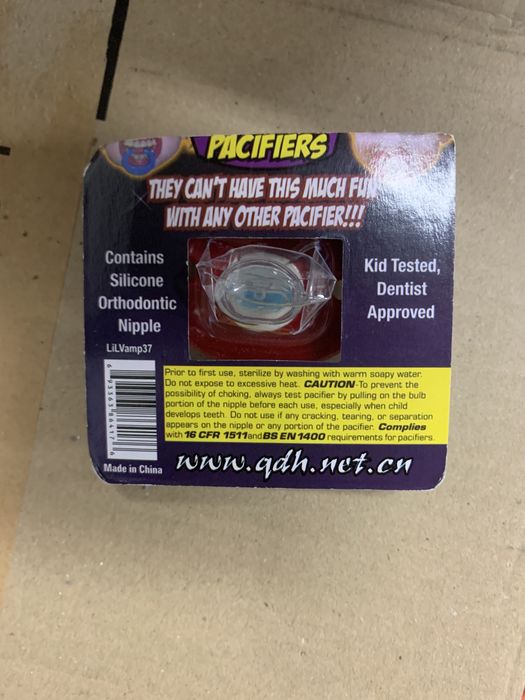 PACIFIERS
THEY CAN'T HAVE THIS MUCH FUN
WITH ANY OTHER PACIFIER!!!
Contains
Silicone
Orthodontic
Nipple
LiLVamp37
Kid Tested,
Dentist
Approved
Prior to first use, sterilize by washing with warm soapy water.
Do not expose to excessive heat. CAUTION-To prevent the
possibility of choking, always test pacifier by pulling on the bulb
portion of the nipple before each use, especially when child
develops teeth. Do not use if any cracking, tearing, or separation
appears on the nipple or any portion of the pacifier. Complies
with 16 CFR 1511 and BS EN 1400 requirements for pacifiers.
Made in China
www.qdh.net.cn